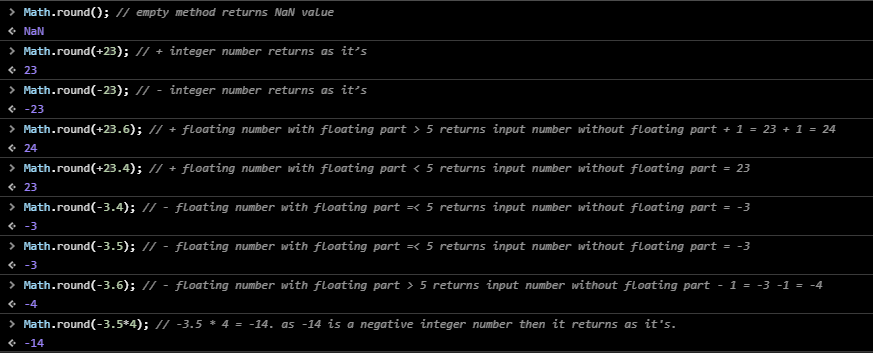 Math.round(); // empty method returns NaN value
NaN
Math.round(+23); // + integer number returns as it’s
23
Math.round(-23); // - integer number returns as it’s
-23
Math.round(+23.6); // + floating number with floating part > 5 returns input number without floating part + 1 = 23 + 1 = 24
24
Math.round(+23.4); // + floating number with floating part < 5 returns input number without floating part = 23
23
Math.round(-3.4); // - floating number with floating part =< 5 returns input number without floating part = -3
-3
Math.round(-3.5); // - floating number with floating part =< 5 returns input number without floating part = -3
-3
Math.round(-3.6); // - floating number with floating part > 5 returns input number without floating part - 1 = -3 -1 = -4
-4
Math.round(-3.5*4); // -3.5 * 4 = -14. as -14 is a negative integer number then it returns as it's.
-14